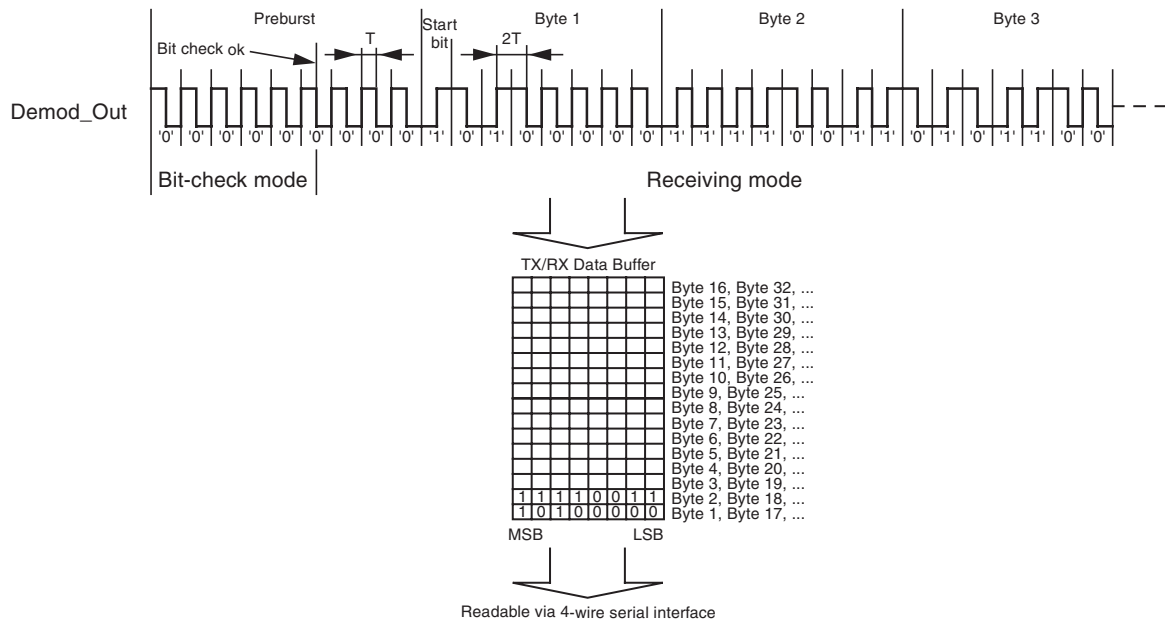 Preburst Start bit Byte 1 Byte 2 Byte 3
Bit check ok T 2T
Demod_Out
'0' '0' '0' '0' '0' '0' '0' '0' '0' '1' '0' '1' '0' '0' '0' '0' '0' '1' '1' '1' '1' '0' '0' '1' '1' '0' '1' '0' '1' '1' '0' '0'
Bit-check mode Receiving mode
TX/RX Data Buffer
Byte 16, Byte 32, ...
Byte 15, Byte 31, ...
Byte 14, Byte 30, ...
Byte 13, Byte 29, ...
Byte 12, Byte 28, ...
Byte 11, Byte 27, ...
Byte 10, Byte 26, ...
Byte 9, Byte 25, ...
Byte 8, Byte 24, ...
Byte 7, Byte 23, ...
Byte 6, Byte 22, ...
Byte 5, Byte 21, ...
Byte 4, Byte 20, ...
Byte 3, Byte 19, ...
1 1 1 1 0 0 1 1 Byte 2, Byte 18, ...
1 0 1 0 0 0 0 0 Byte 1, Byte 17, ...
MSB LSB
Readable via 4-wire serial interface